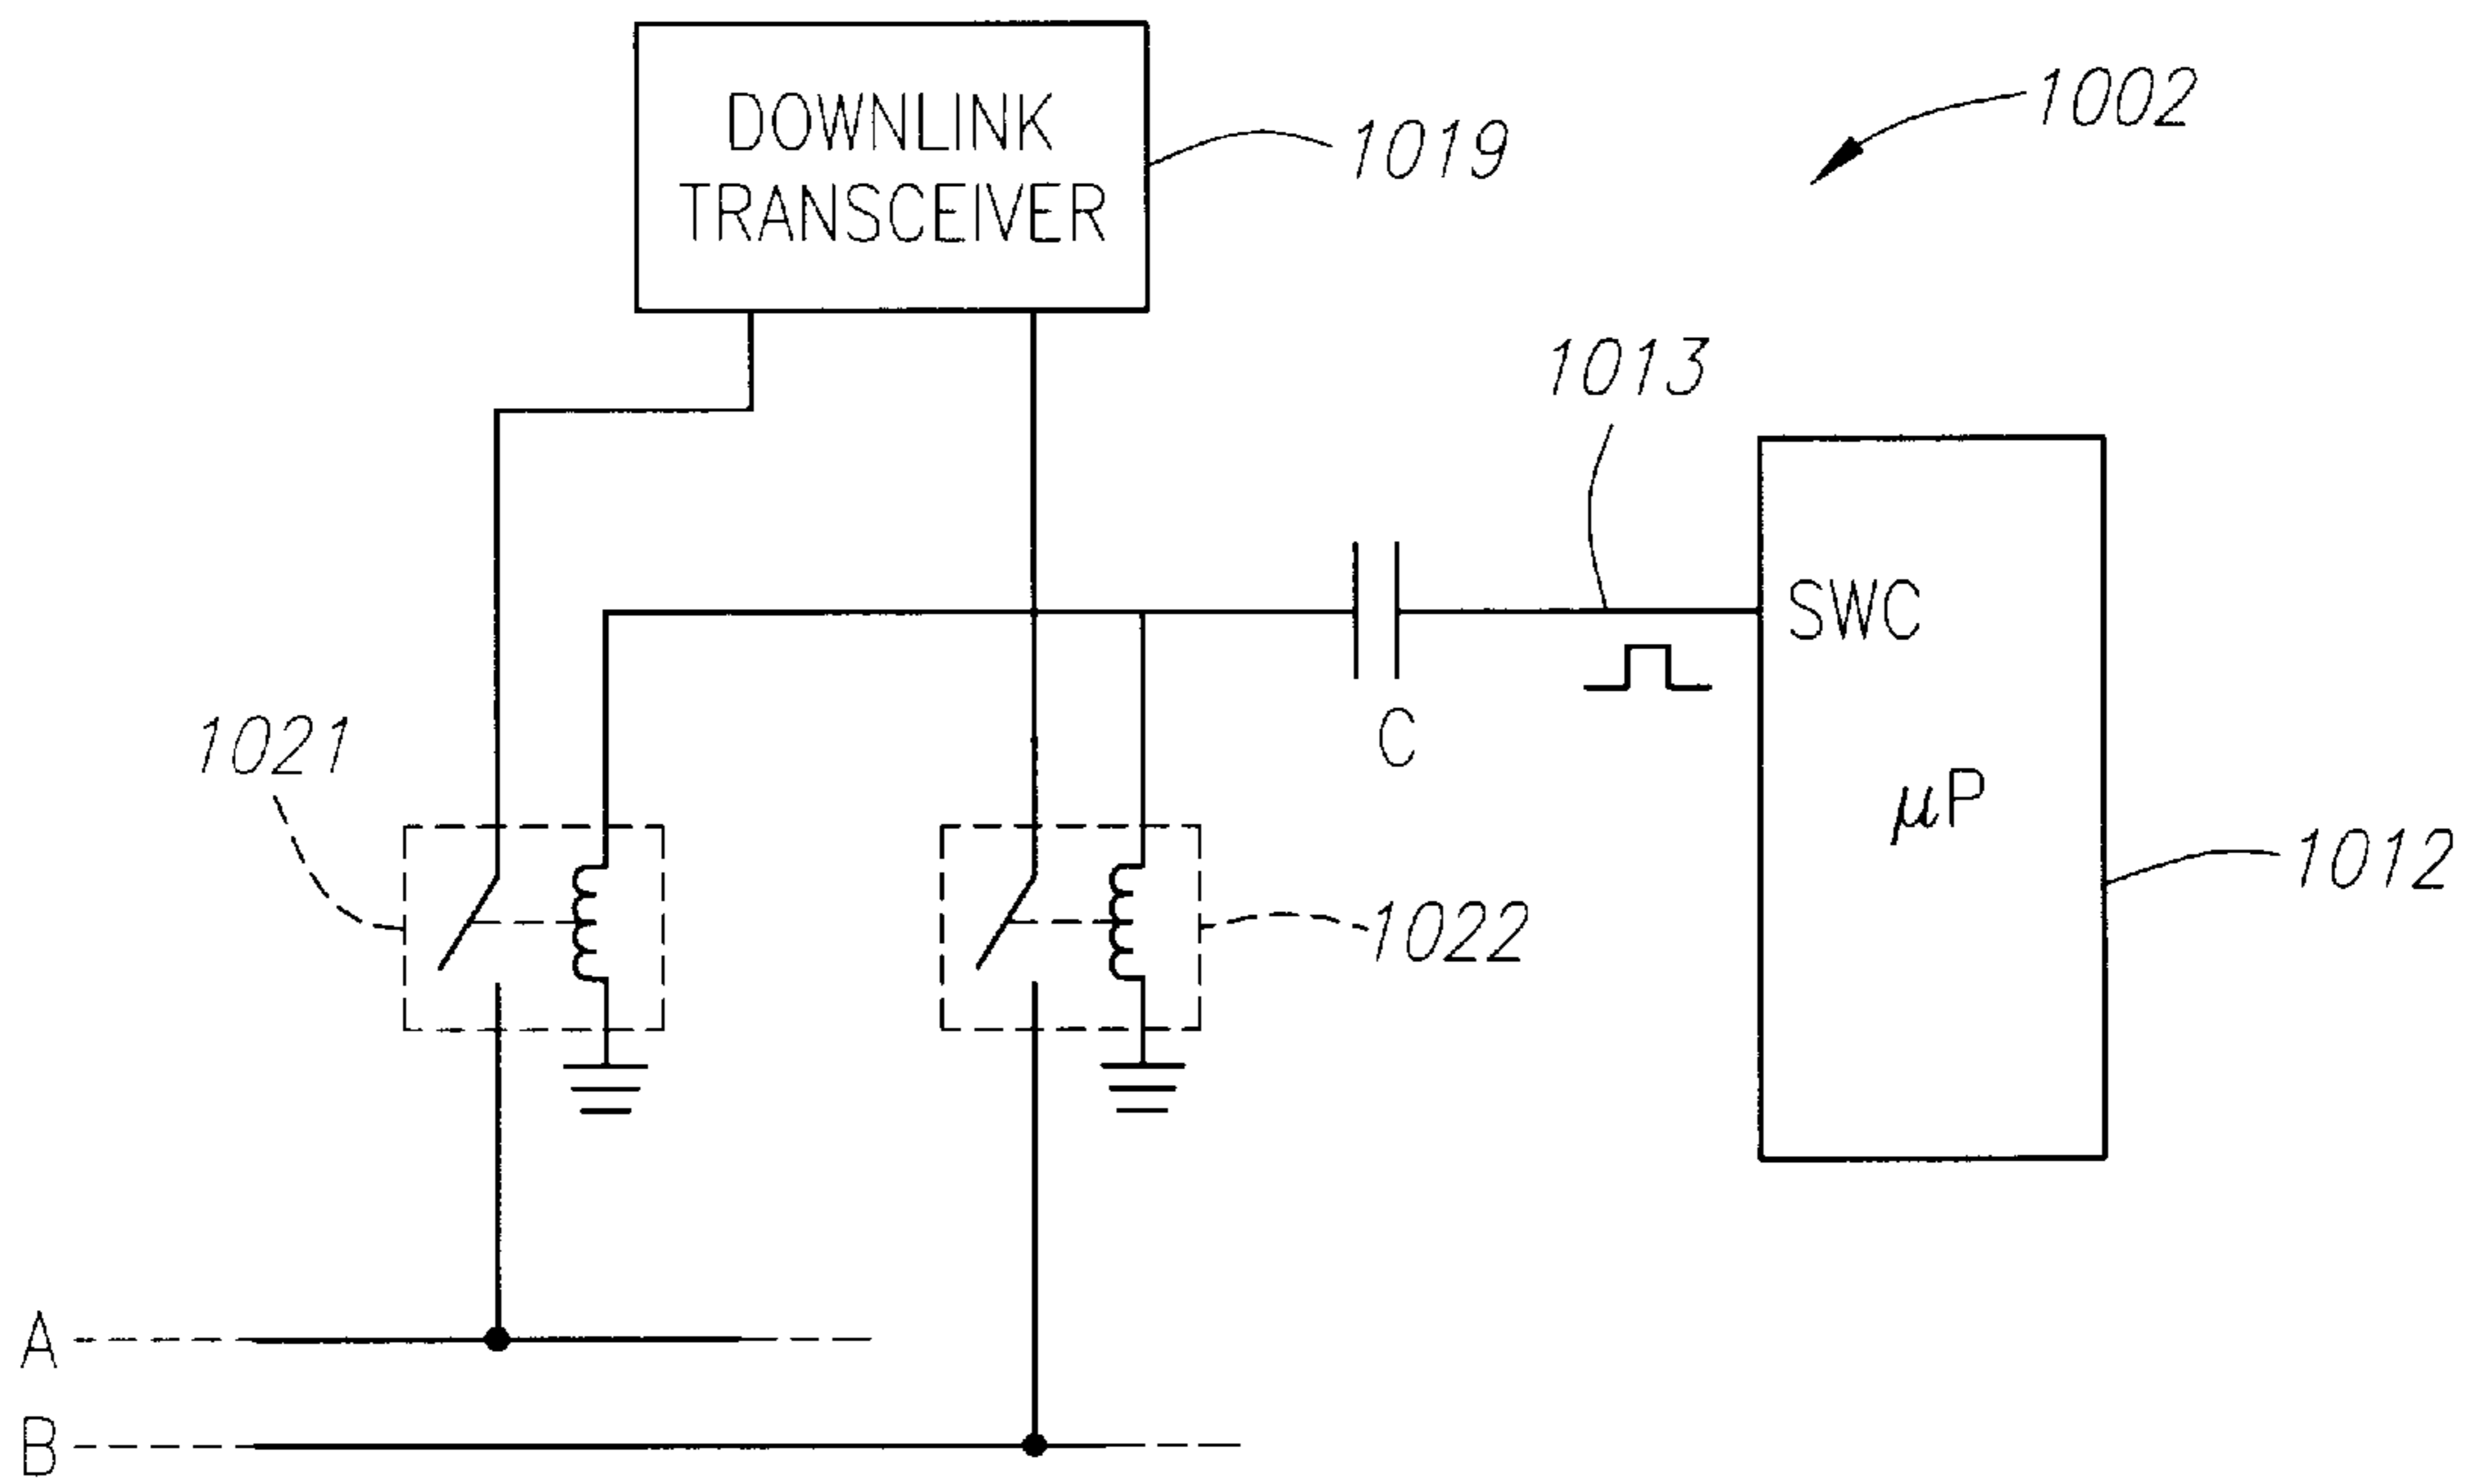 DOWNLINK
TRANSCEIVER
1019
1002
1013
SWC
C
1021
µP
1012
1022
A
B